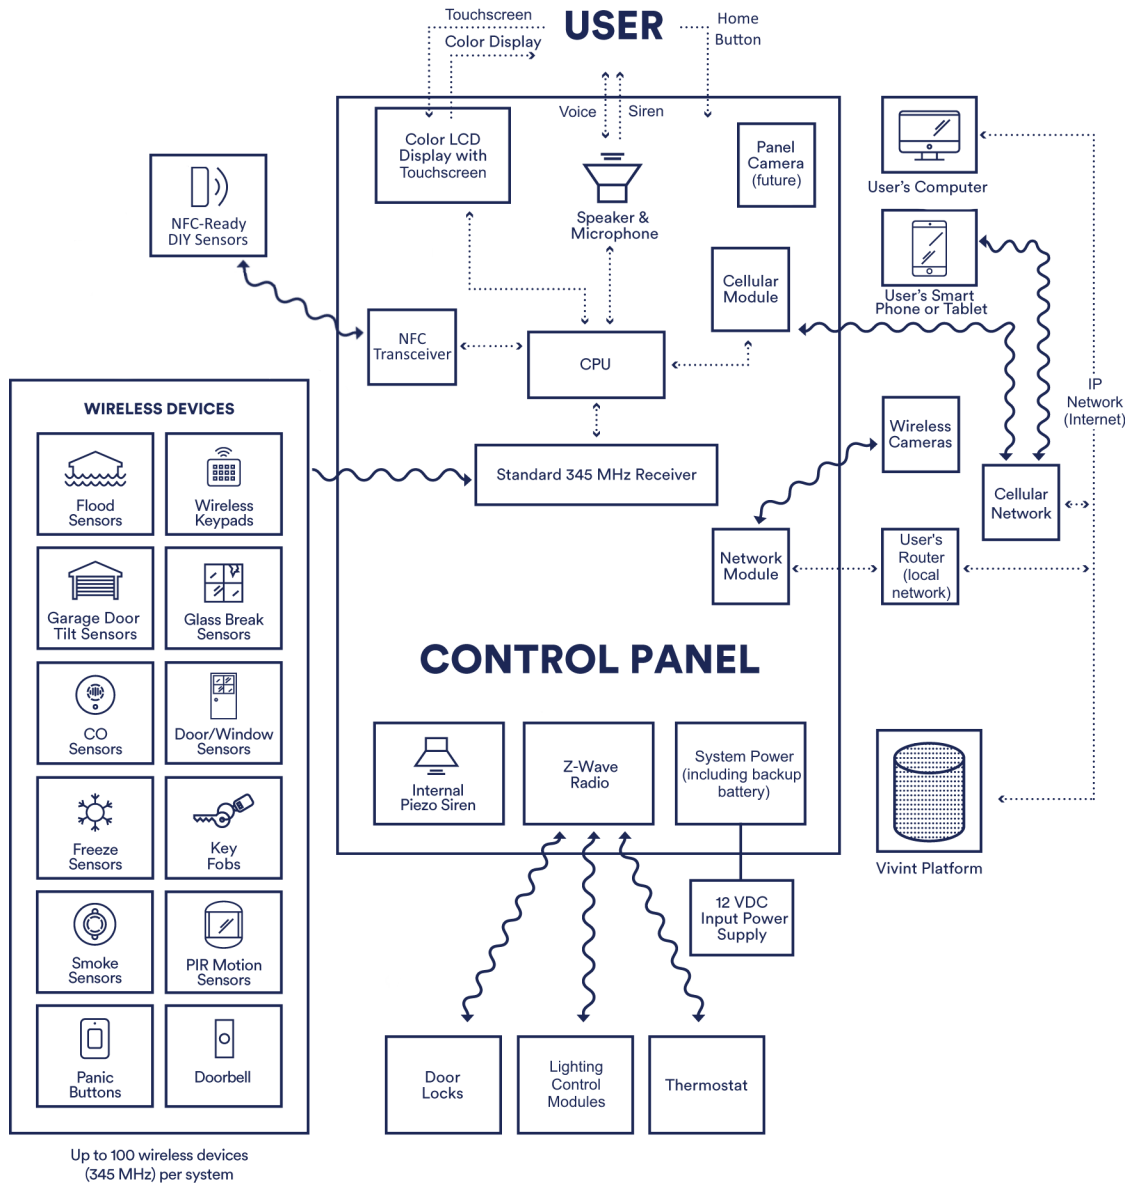 Touchscreen
Color Display
USER
Home
Button
Voice
Siren
Color LCD
Display with
Touchscreen
Speaker &
Microphone
Panel
Camera
(future)
User's Computer
NFC-Ready
DIY Sensors
Cellular
Module
User's Smart
Phone or Tablet
NFC
Transceiver
CPU
IP
Network
(Internet)
Wireless
Cameras
Standard 345 MHz Receiver
Cellular
Network
Network
Module
User's
Router
(local
network)
WIRELESS DEVICES
Flood
Sensors
Wireless
Keypads
Garage Door
Tilt Sensors
Glass Break
Sensors
CO
Sensors
Door/Window
Sensors
Freeze
Sensors
Key
Fobs
Smoke
Sensors
PIR Motion
Sensors
Panic
Buttons
Doorbell
Up to 100 wireless devices
(345 MHz) per system
CONTROL PANEL
Internal
Piezo Siren
Z-Wave
Radio
System Power
(including backup
battery)
Vivint Platform
12 VDC
Input Power
Supply
Door
Locks
Lighting
Control
Modules
Thermostat